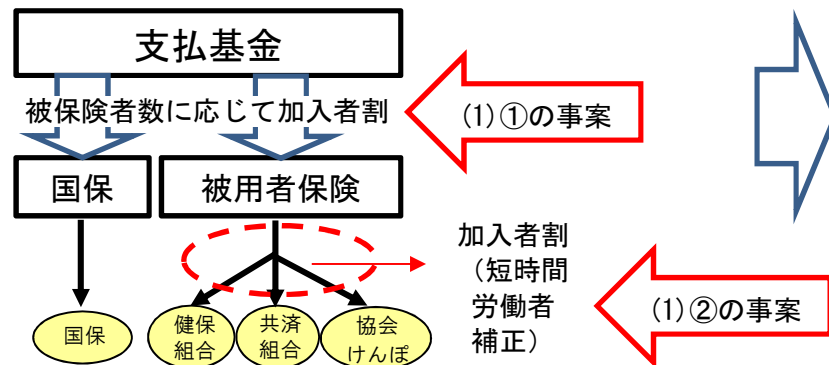 支払基金
被保険者数に応じて加入者割
(1)①の事案
国保
被用者保険
加入者割
（短時間
労働者
補正）
(1)②の事案
国保
健保
組合
共済
組合
協会
けんぽ